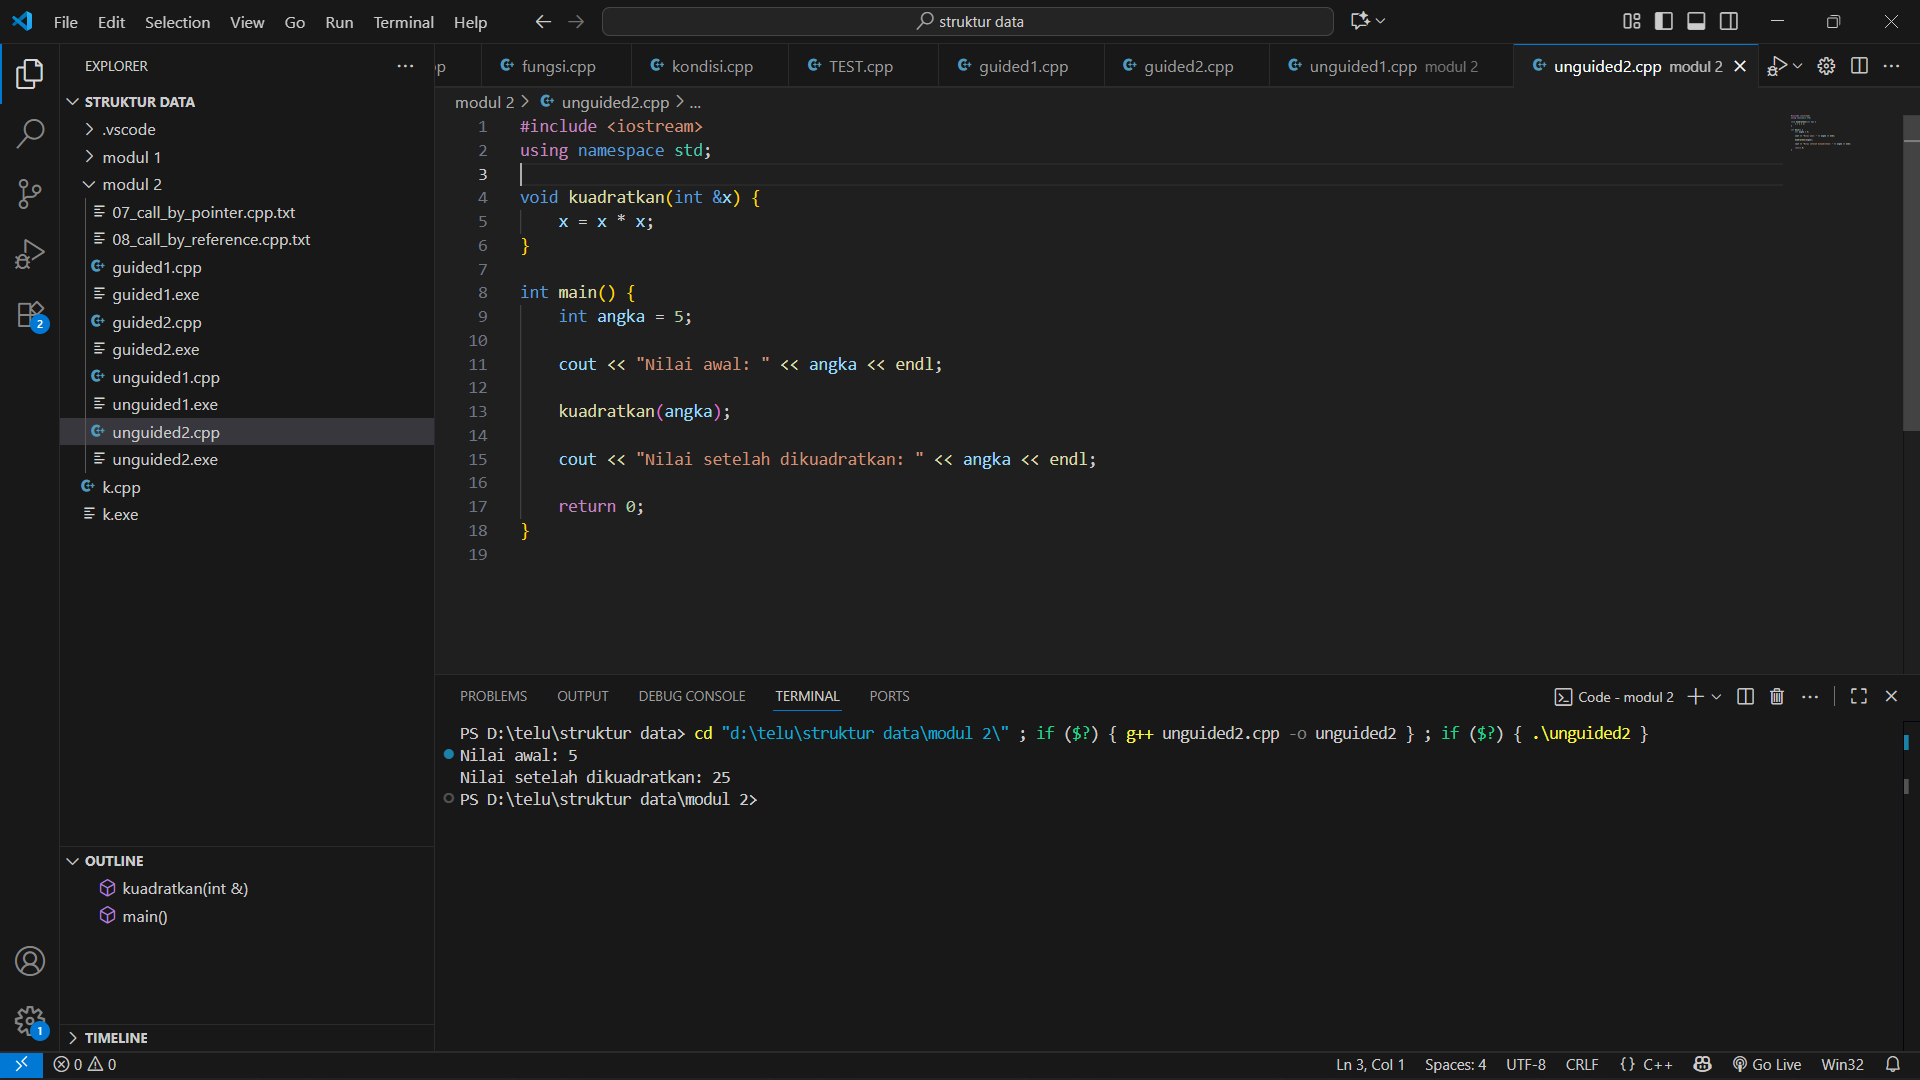 File Edit Selection View Go Run Terminal Help
struktur data
EXPLORER
STRUKTUR DATA
.vscode
modul 1
modul 2
07_call_by_pointer.cpp.txt
08_call_by_reference.cpp.txt
guided1.cpp
guided1.exe
guided2.cpp
guided2.exe
unguided1.cpp
unguided1.exe
unguided2.cpp
unguided2.exe
k.cpp
k.exe
OUTLINE
kuadratkan(int &)
main()
TIMELINE
2
1
p fungsi.cpp kondisi.cpp TEST.cpp guided1.cpp guided2.cpp unguided1.cpp modul 2 unguided2.cpp modul 2
modul 2 > unguided2.cpp > ...
1 #include <iostream>
2 using namespace std;
3
4 void kuadratkan(int &x) {
5 x = x * x;
6 }
7
8 int main() {
9 int angka = 5;
10
11 cout << "Nilai awal: " << angka << endl;
12
13 kuadratkan(angka);
14
15 cout << "Nilai setelah dikuadratkan: " << angka << endl;
16
17 return 0;
18 }
19
PROBLEMS OUTPUT DEBUG CONSOLE TERMINAL PORTS
Code - modul 2
PS D:\telu\struktur data> cd "d:\telu\struktur data\modul 2\" ; if ($?) { g++ unguided2.cpp -o unguided2 } ; if ($?) { .\unguided2 }
Nilai awal: 5
Nilai setelah dikuadratkan: 25
PS D:\telu\struktur data\modul 2>
0 0
Ln 3, Col 1 Spaces: 4 UTF-8 CRLF {} C++ Go Live Win32